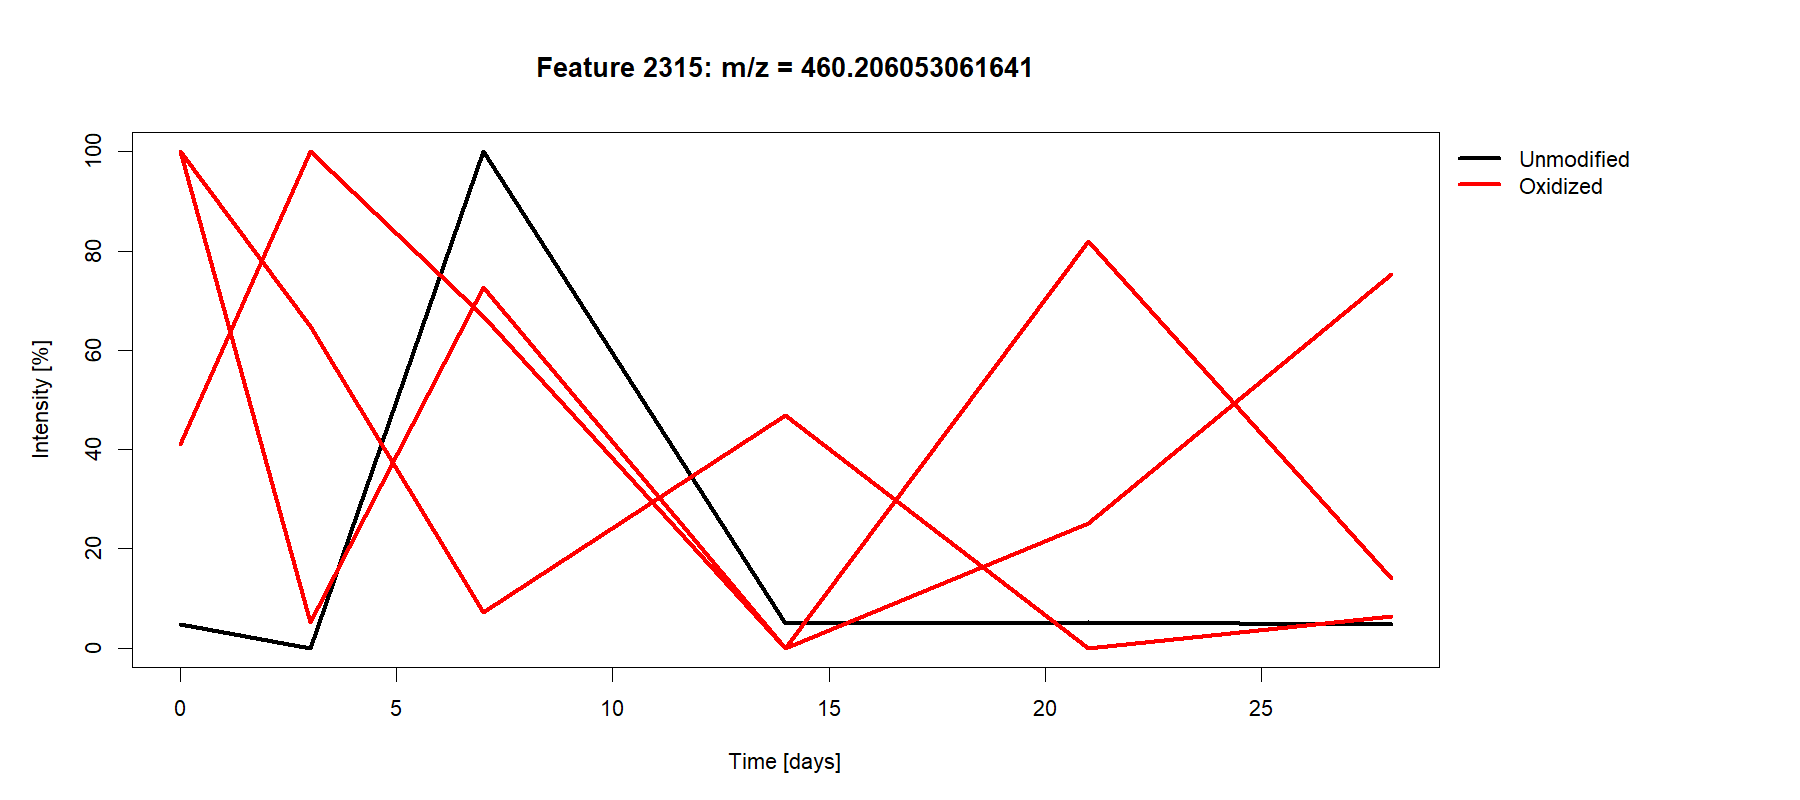 Feature 2315: m/z = 460.206053061641
100
80
60
40
20
0
Intensity [%]
0 5 10 15 20 25
Time [days]
Unmodified
Oxidized